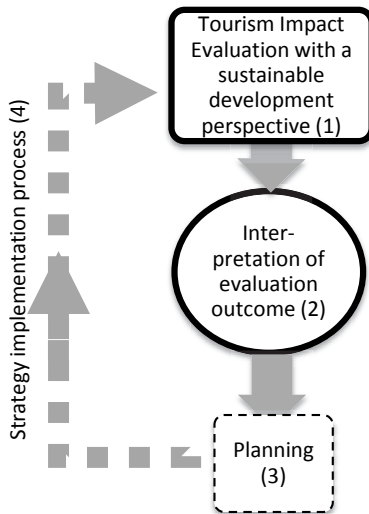 Tourism Impact
Evaluation with a
sustainable
development
perspective (1)
Inter-
pretation of
evaluation
outcome (2)
Planning
(3)
Strategy implementation process (4)